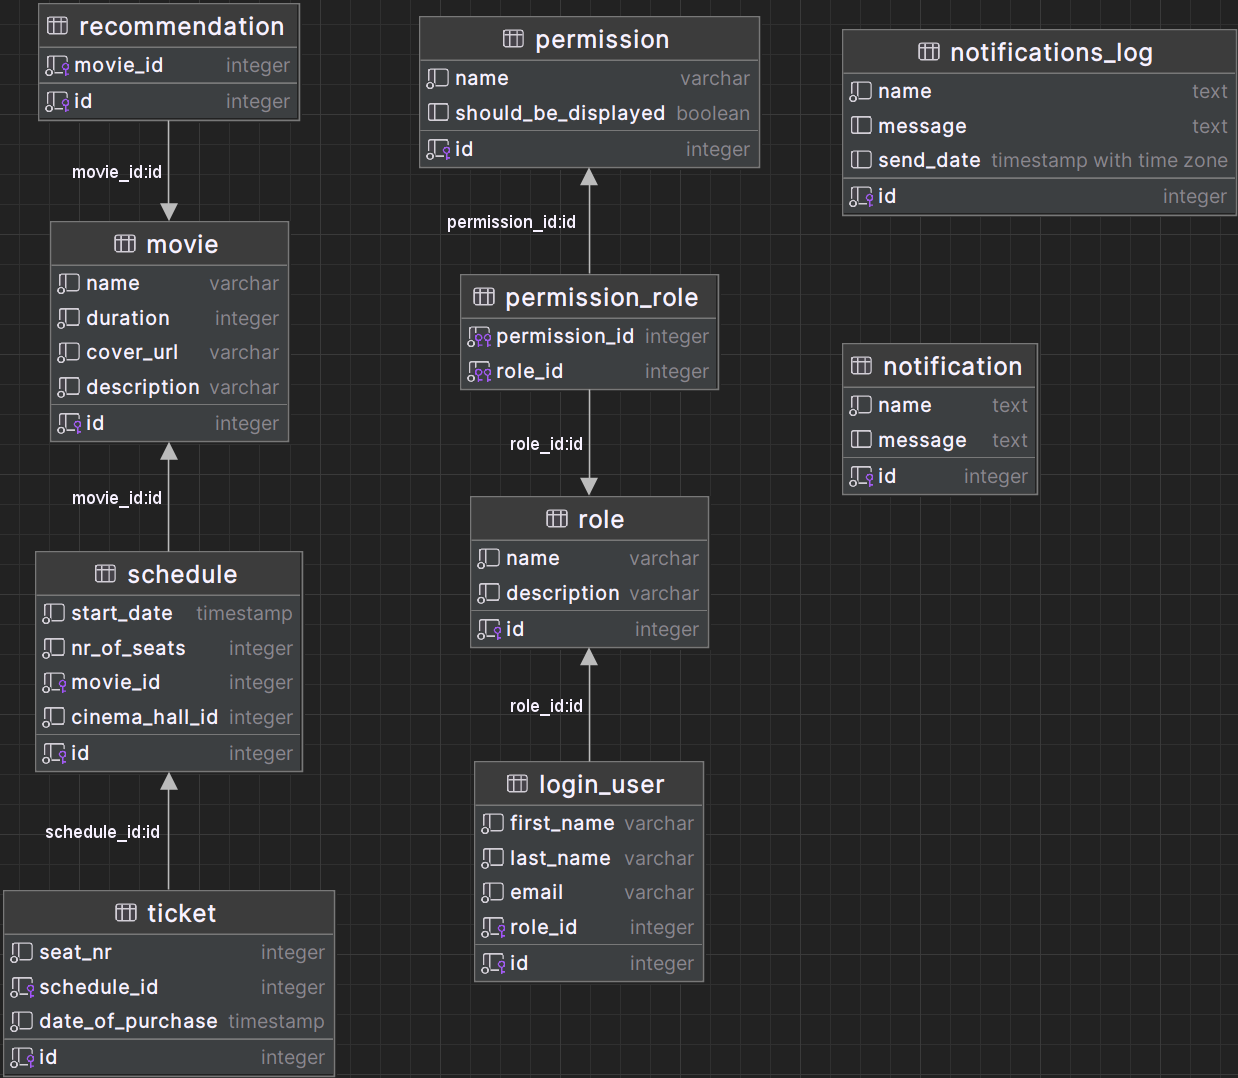 recommendation
movie_id integer
id integer
movie_id:id
movie
name varchar
duration integer
cover_url varchar
description varchar
id integer
movie_id:id
schedule
start_date timestamp
nr_of_seats integer
movie_id integer
cinema_hall_id integer
id integer
schedule_id:id
ticket
seat_nr integer
schedule_id integer
date_of_purchase timestamp
id integer
permission
name varchar
should_be_displayed boolean
id integer
permission_id:id
permission_role
permission_id integer
role_id integer
role_id:id
role
name varchar
description varchar
id integer
role_id:id
login_user
first_name varchar
last_name varchar
email varchar
role_id integer
id integer
notifications_log
name text
message text
send_date timestamp with time zone
id integer
notification
name text
message text
id integer